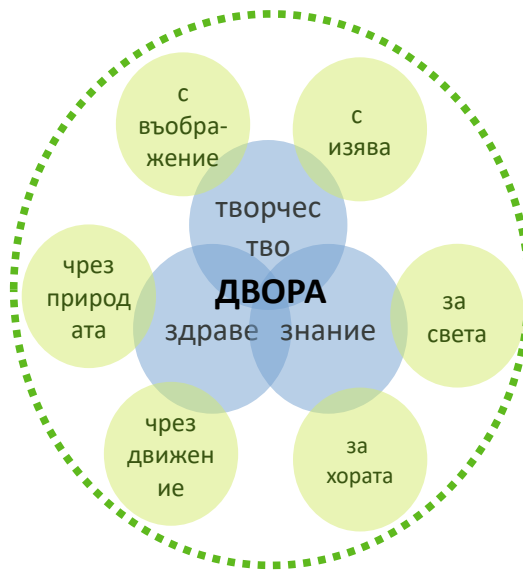 с
въобра-
жение
с
изява
творчес
тво
ДВОРА
здраве
знание
чрез
природ
ата
за
света
чрез
движен
ие
за
хората